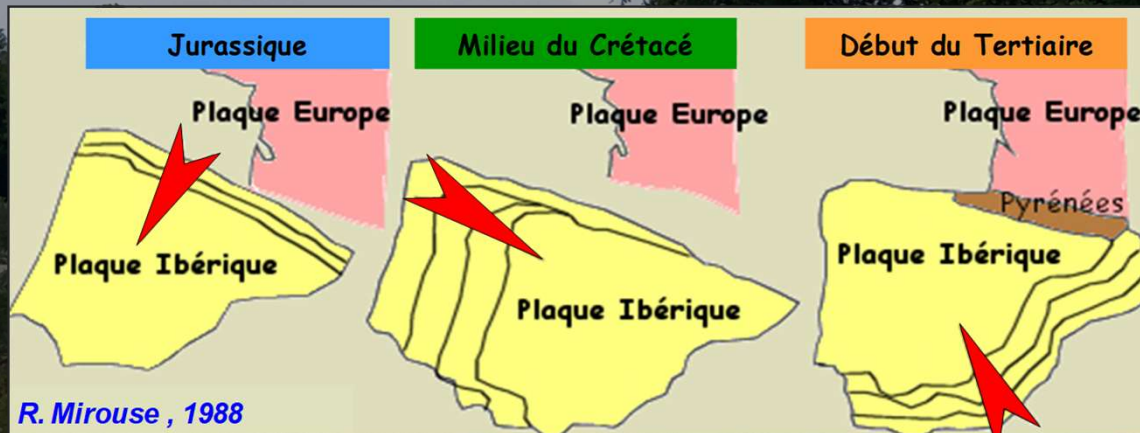 Jurassique
Milieu du Crétacé
Début du Tertiaire
Plaque Europe
Plaque Europe
Plaque Europe
Pyrénées
Plaque Ibérique
Plaque Ibérique
Plaque Ibérique
R. Mirouse , 1988